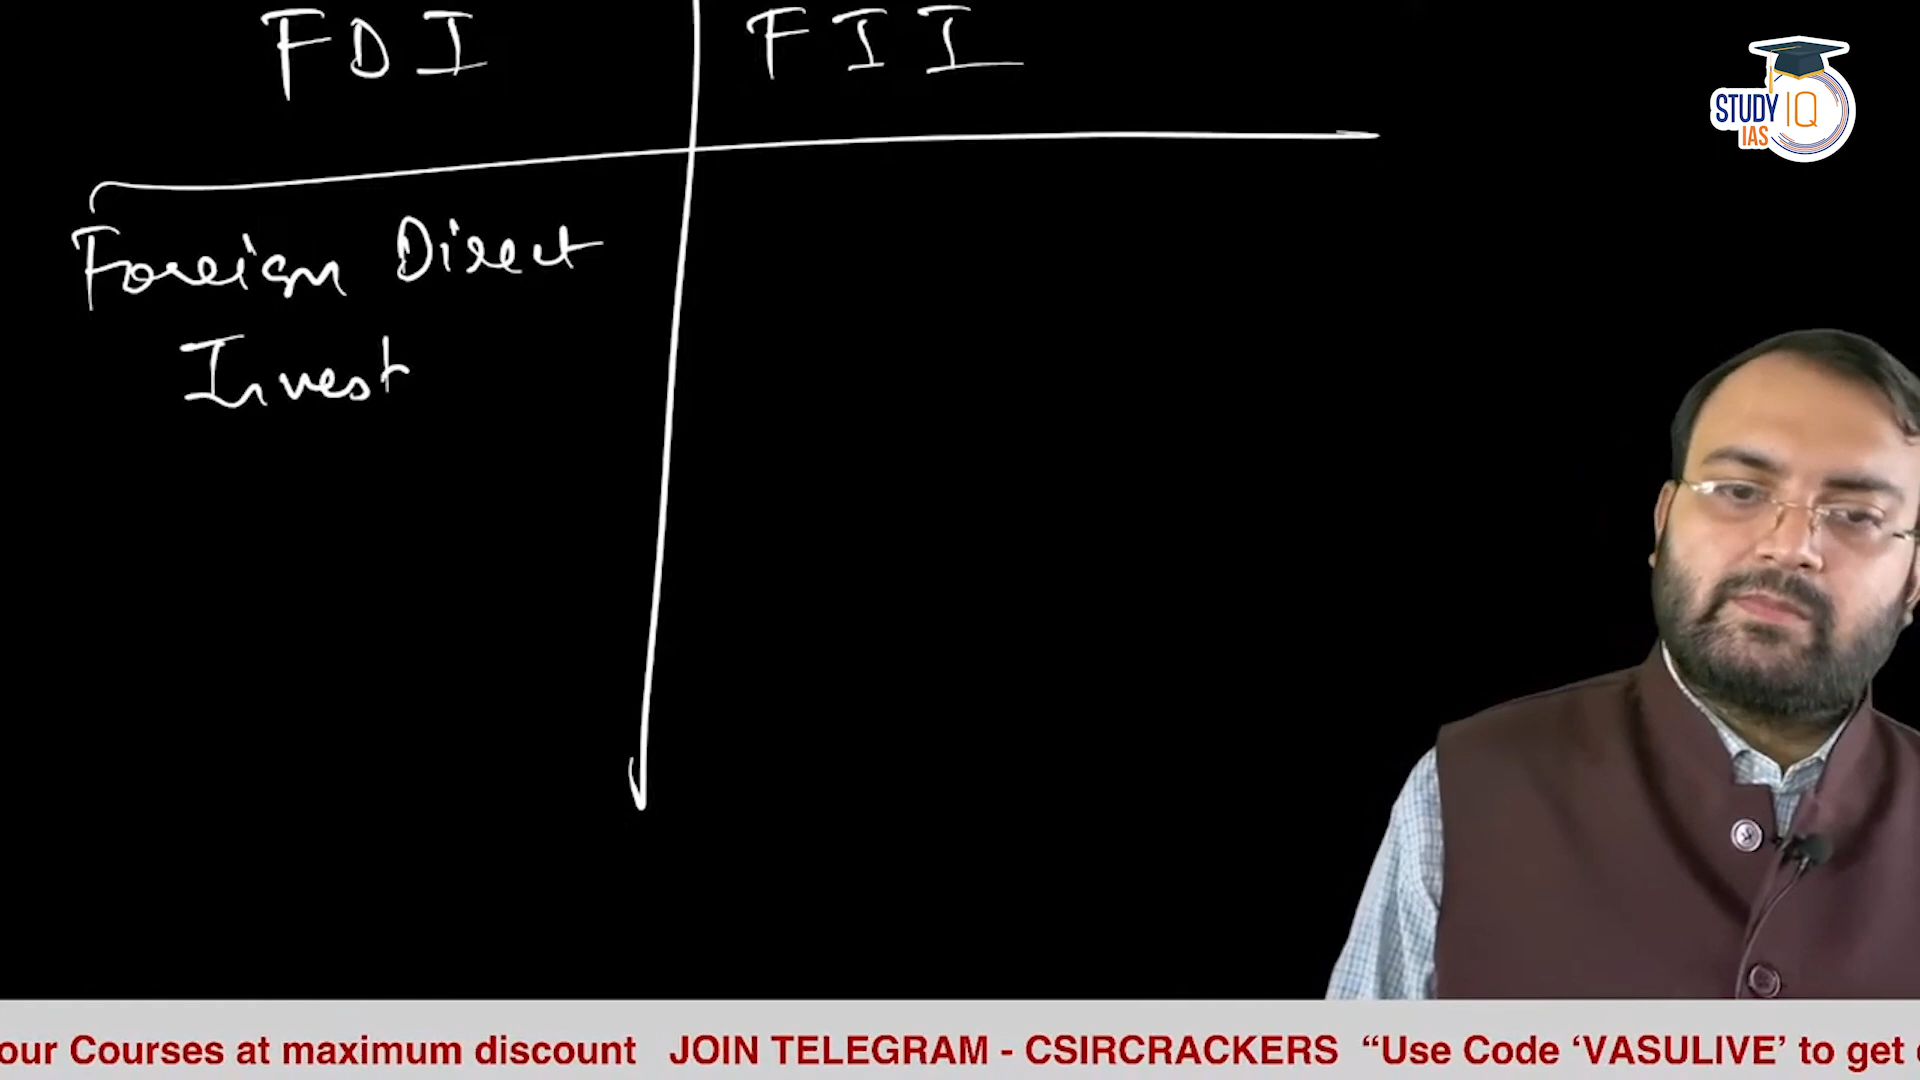 FDI
FII
Foreign Direct
Invest
STUDY IQ
IAS
our Courses at maximum discount JOIN TELEGRAM - CSIRCRACKERS “Use Code ‘VASULIVE’ to get